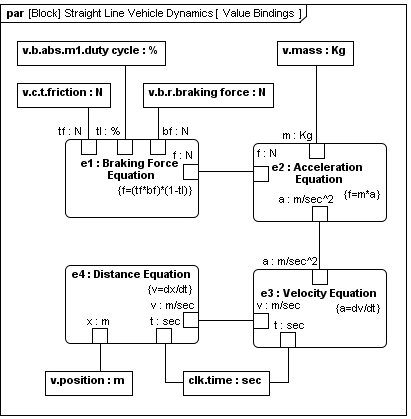 par [Block] Straight Line Vehicle Dynamics [ Value Bindings ]
v.b.abs.m1.duty cycle : %
v.mass : Kg
v.c.t.friction : N
v.b.r.braking force : N
tf : N
tl : %
bf : N
m : Kg
f : N
f : N
e1 : Braking Force
Equation
{f=(tf*bf)*(1-tl)}
e2 : Acceleration
Equation
{f=m*a}
a : m/sec^2
a : m/sec^2
e4 : Distance Equation
{v=dx/dt}
v : m/sec
x : m
t : sec
e3 : Velocity Equation
v : m/sec
{a=dv/dt}
t : sec
v.position : m
clk.time : sec